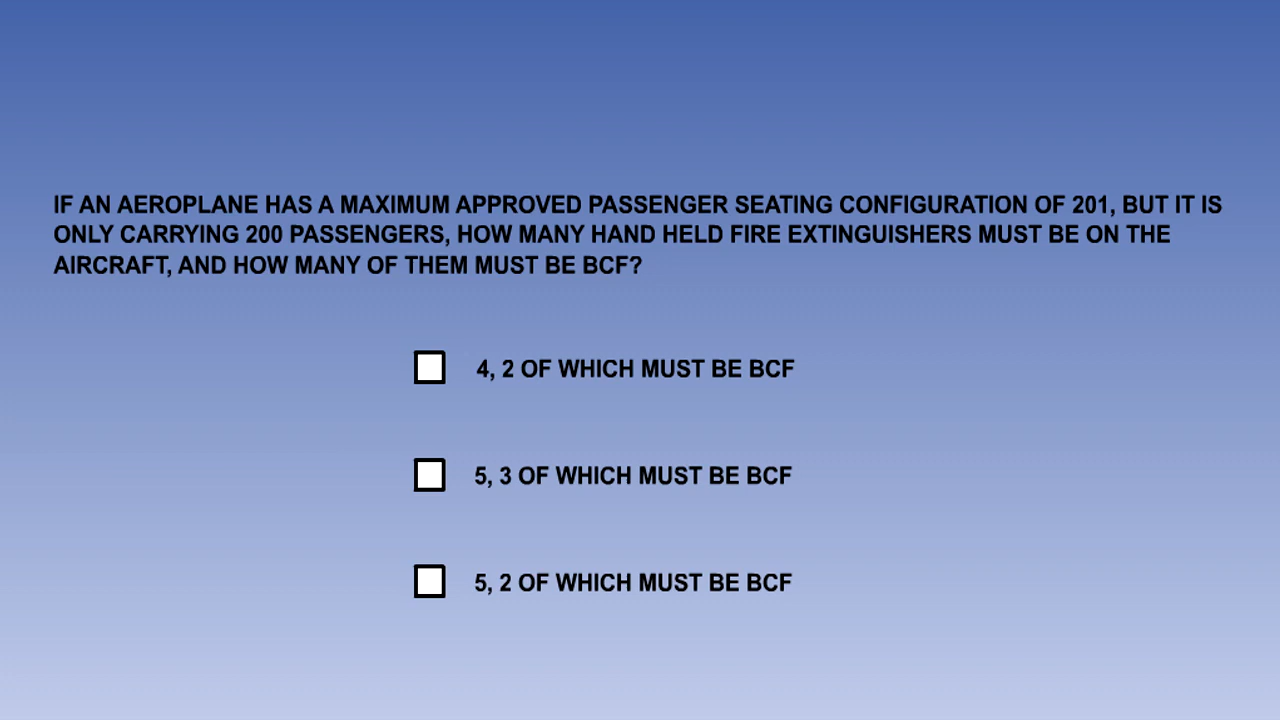 IF AN AEROPLANE HAS A MAXIMUM APPROVED PASSENGER SEATING CONFIGURATION OF 201, BUT IT IS
ONLY CARRYING 200 PASSENGERS, HOW MANY HAND HELD FIRE EXTINGUISHERS MUST BE ON THE
AIRCRAFT, AND HOW MANY OF THEM MUST BE BCF?
4, 2 OF WHICH MUST BE BCF
5, 3 OF WHICH MUST BE BCF
5, 2 OF WHICH MUST BE BCF